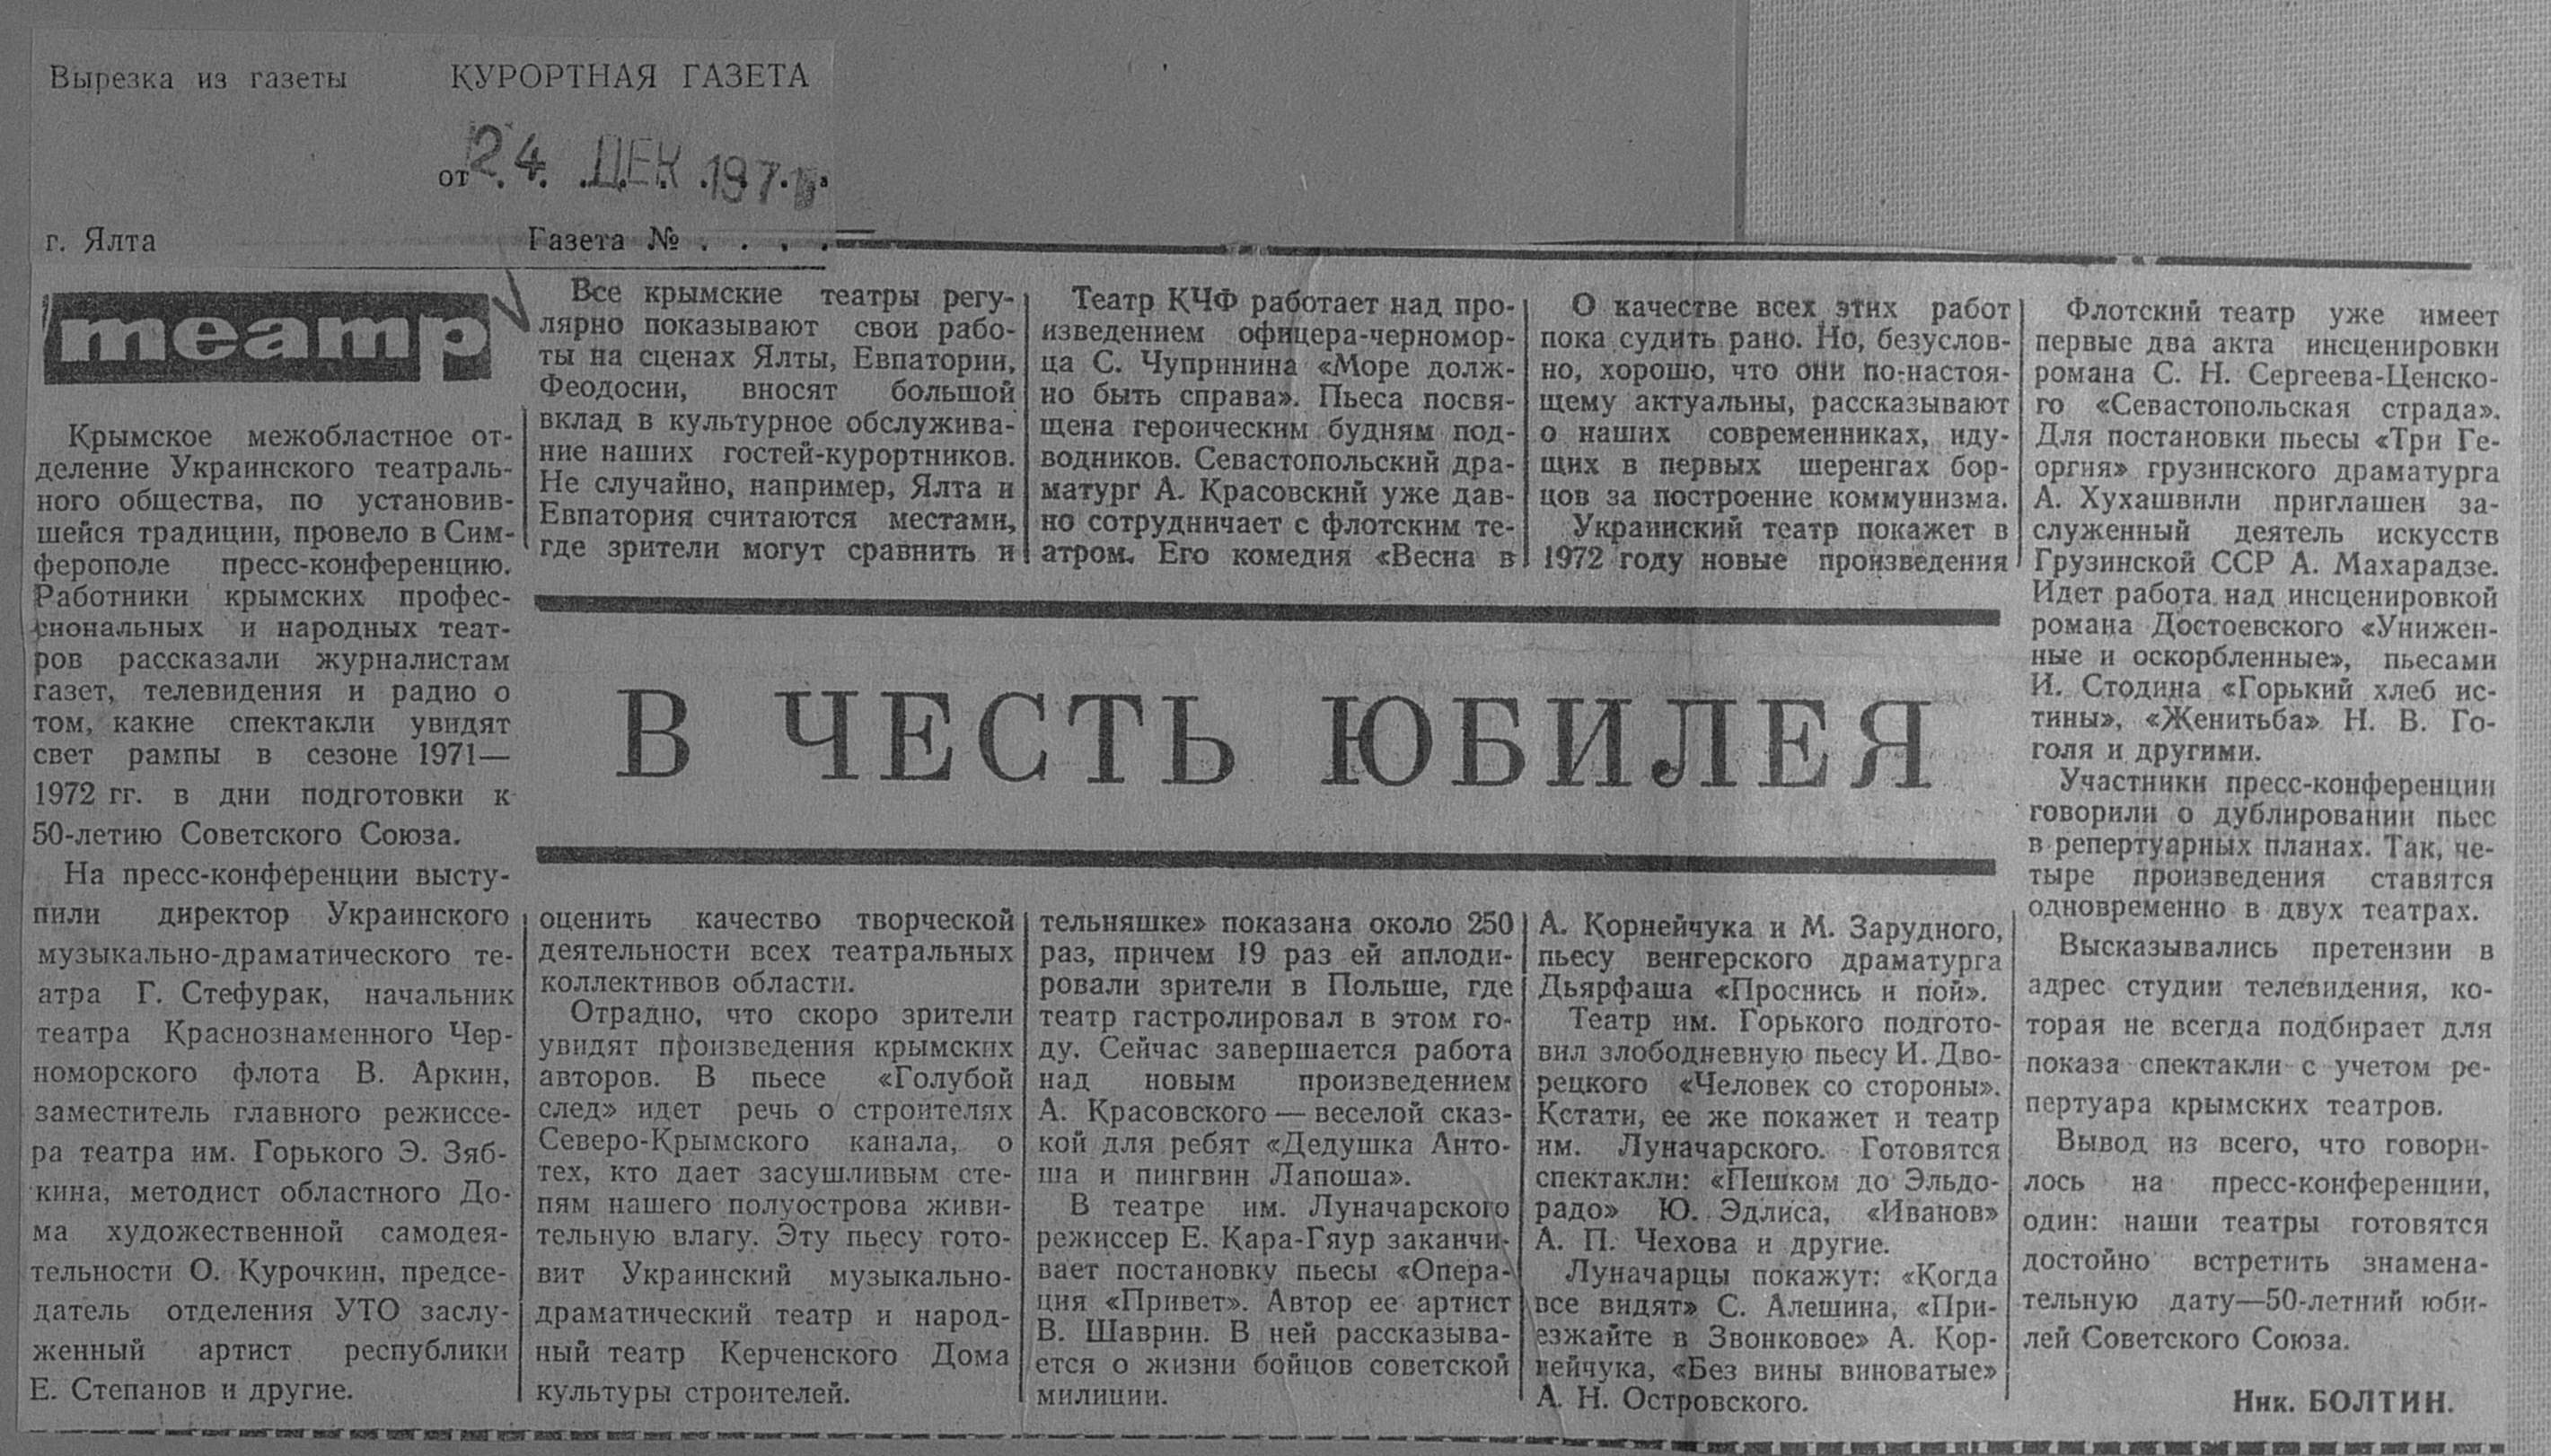 Вырезка из газеты КУРОРТНАЯ ГАЗЕТА
от 24 ДЕК 197
г. Ялта Газета №
театр
Крымское межобластное от-
деление Украинского театраль-
ного общества, по установив-
шейся традиции, провело в Сим-
ферополе пресс-конференцию.
Работники крымских профес-
сиональных и народных теат-
ров рассказали журналистам
газет, телевидения и радио о
том, какие спектакли увидят
свет рампы в сезоне 1971—
1972 гг. в дни подготовки к
50-летию Советского Союза.
На пресс-конференции высту-
пили директор Украинского
музыкально-драматического те-
атра Г. Стефурак, начальник
театра Краснознаменного Чер-
номорского флота В. Аркин,
заместитель главного режиссе-
ра театра им. Горького Э. Зяб-
кина, методист областного До-
ма художественной самодея-
тельности О. Курочкин, предсе-
датель отделения УТО заслу-
женный артист республики
Е. Степанов и другие.
Все крымские театры регу-
лярно показывают свои рабо-
ты на сценах Ялты, Евпатории,
Феодосии, вносят большой
вклад в культурное обслужива-
ние наших гостей-курортников.
Не случайно, например, Ялта и
Евпатория считаются местами,
где зрители могут сравнить и
В ЧЕСТЬ ЮБИЛЕЯ
оценить качество творческой
деятельности всех театральных
коллективов области.
Отрадно, что скоро зрители
увидят произведения крымских
авторов. В пьесе «Голубой
след» идет речь о строителях
Северо-Крымского канала, о
тех, кто дает засушливым сте-
пям нашего полуострова живи-
тельную влагу. Эту пьесу гото-
вит Украинский музыкально-
драматический театр и народ-
ный театр Керченского Дома
культуры строителей.
Театр КЧФ работает над про-
изведением офицера-черномор-
ца С. Чупринина «Море долж-
но быть справа». Пьеса посвя-
щена героическим будням под-
водников. Севастопольский дра-
матург А. Красовский уже дав-
но сотрудничает с флотским те-
атром. Его комедия «Весна в
тельняшке» показана около 250
раз, причем 19 раз ей аплоди-
ровали зрители в Польше, где
театр гастролировал в этом го-
ду. Сейчас завершается работа
над новым произведением
А. Красовского — веселой сказ-
кой для ребят «Дедушка Анто-
ша и пингвин Лапоша».
В театре им. Луначарского
режиссер Е. Кара-Гяур заканчи-
вает постановку пьесы «Опера-
ция «Привет». Автор ее артист
В. Шаврин. В ней рассказыва-
ется о жизни бойцов советской
милиции.
О качестве всех этих работ
пока судить рано. Но, безуслов-
но, хорошо, что они по-настоя-
щему актуальны, рассказывают
о наших современниках, иду-
щих в первых шеренгах бор-
цов за построение коммунизма.
Украинский театр покажет в
1972 году новые произведения
А. Корнейчука и М. Зарудного,
пьесу венгерского драматурга
Дьярфаша «Проснись и пой».
Театр им. Горького подгото-
вил злободневную пьесу И. Дво-
рецкого «Человек со стороны».
Кстати, ее же покажет и театр
им. Луначарского. Готовятся
спектакли: «Пешком до Эльдо-
радо» Ю. Эдлиса, «Иванов»
А. П. Чехова и другие.
Луначарцы покажут: «Когда
все видят» С. Алешина, «При-
езжайте в Звонковое» А. Кор-
нейчука, «Без вины виноватые»
А. Н. Островского.
Флотский театр уже имеет
первые два акта инсценировки
романа С. Н. Сергеева-Ценско-
го «Севастопольская страда».
Для постановки пьесы «Три Ге-
оргия» грузинского драматурга
А. Хухашвили приглашен за-
служенный деятель искусств
Грузинской ССР А. Махарадзе.
Идет работа над инсценировкой
романа Достоевского «Унижен-
ные и оскорбленные», пьесами
И. Стодина «Горький хлеб ис-
тины», «Женитьба» Н. В. Го-
голя и другими.
Участники пресс-конференции
говорили о дублировании пьес
в репертуарных планах. Так, че-
тыре произведения ставятся
одновременно в двух театрах.
Высказывались претензии в
адрес студии телевидения, ко-
торая не всегда подбирает для
показа спектакли с учетом ре-
пертуара крымских театров.
Вывод из всего, что говори-
лось на пресс-конференции,
один: наши театры готовятся
достойно встретить знамена-
тельную дату—50-летний юби-
лей Советского Союза.
Ник. БОЛТИН.